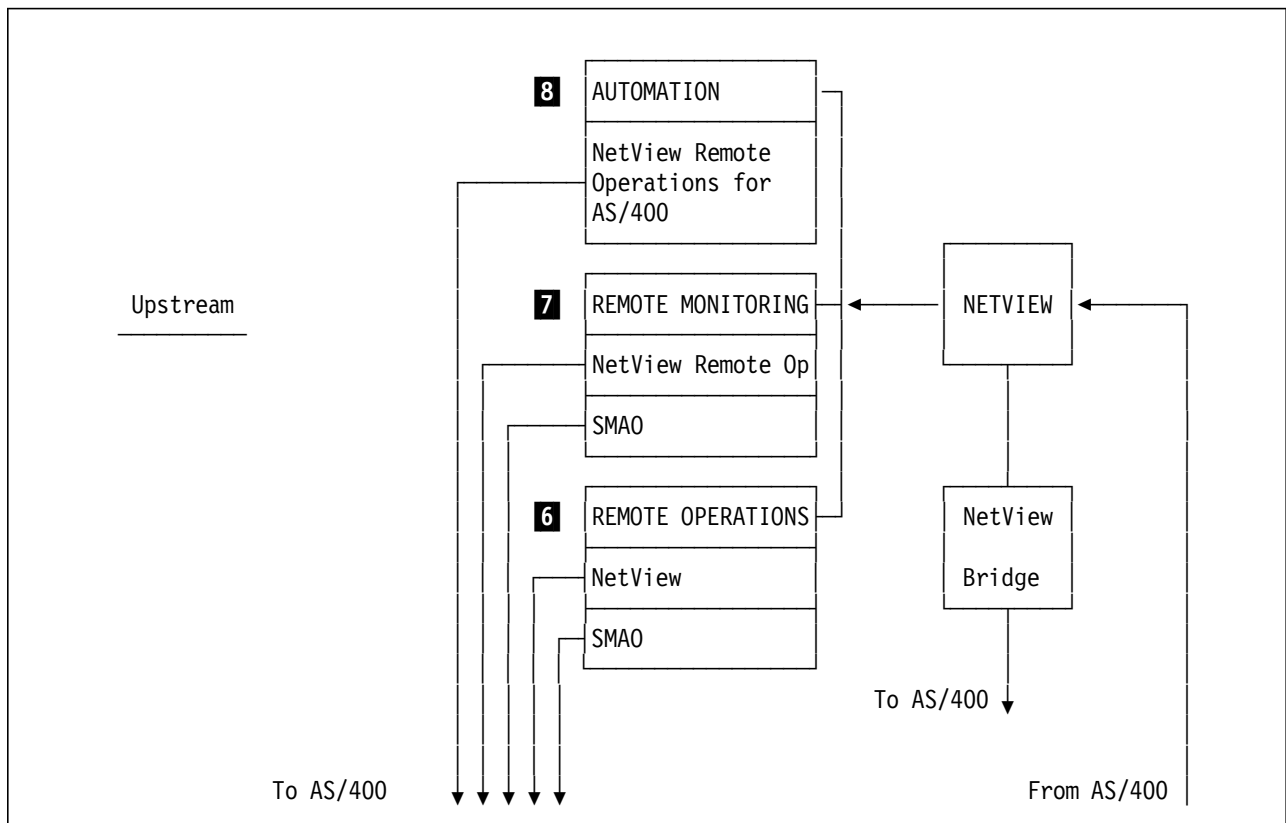 8 AUTOMATION
NetView Remote
Operations for
AS/400
Upstream
7 REMOTE MONITORING
NETVIEW
NetView Remote Op
SMAO
6 REMOTE OPERATIONS
NetView
Bridge
NetView
SMAO
To AS/400
To AS/400
From AS/400